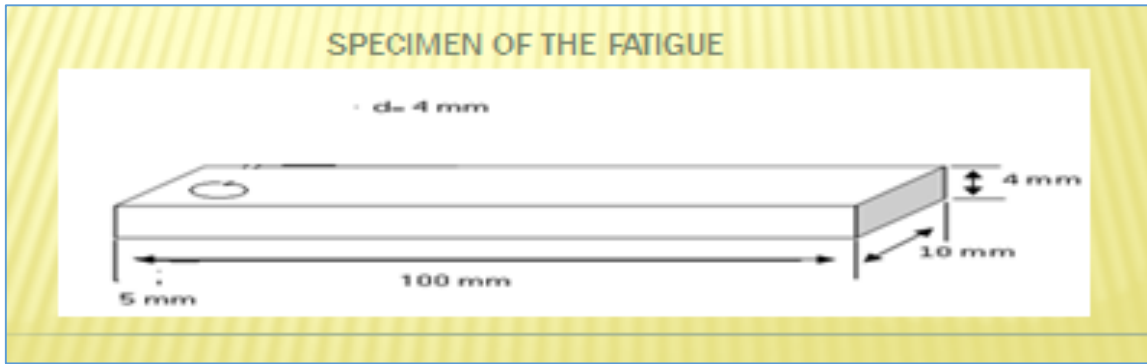 SPECIMEN OF THE FATIGUE
d= 4 mm
4 mm
10 mm
100 mm
5 mm